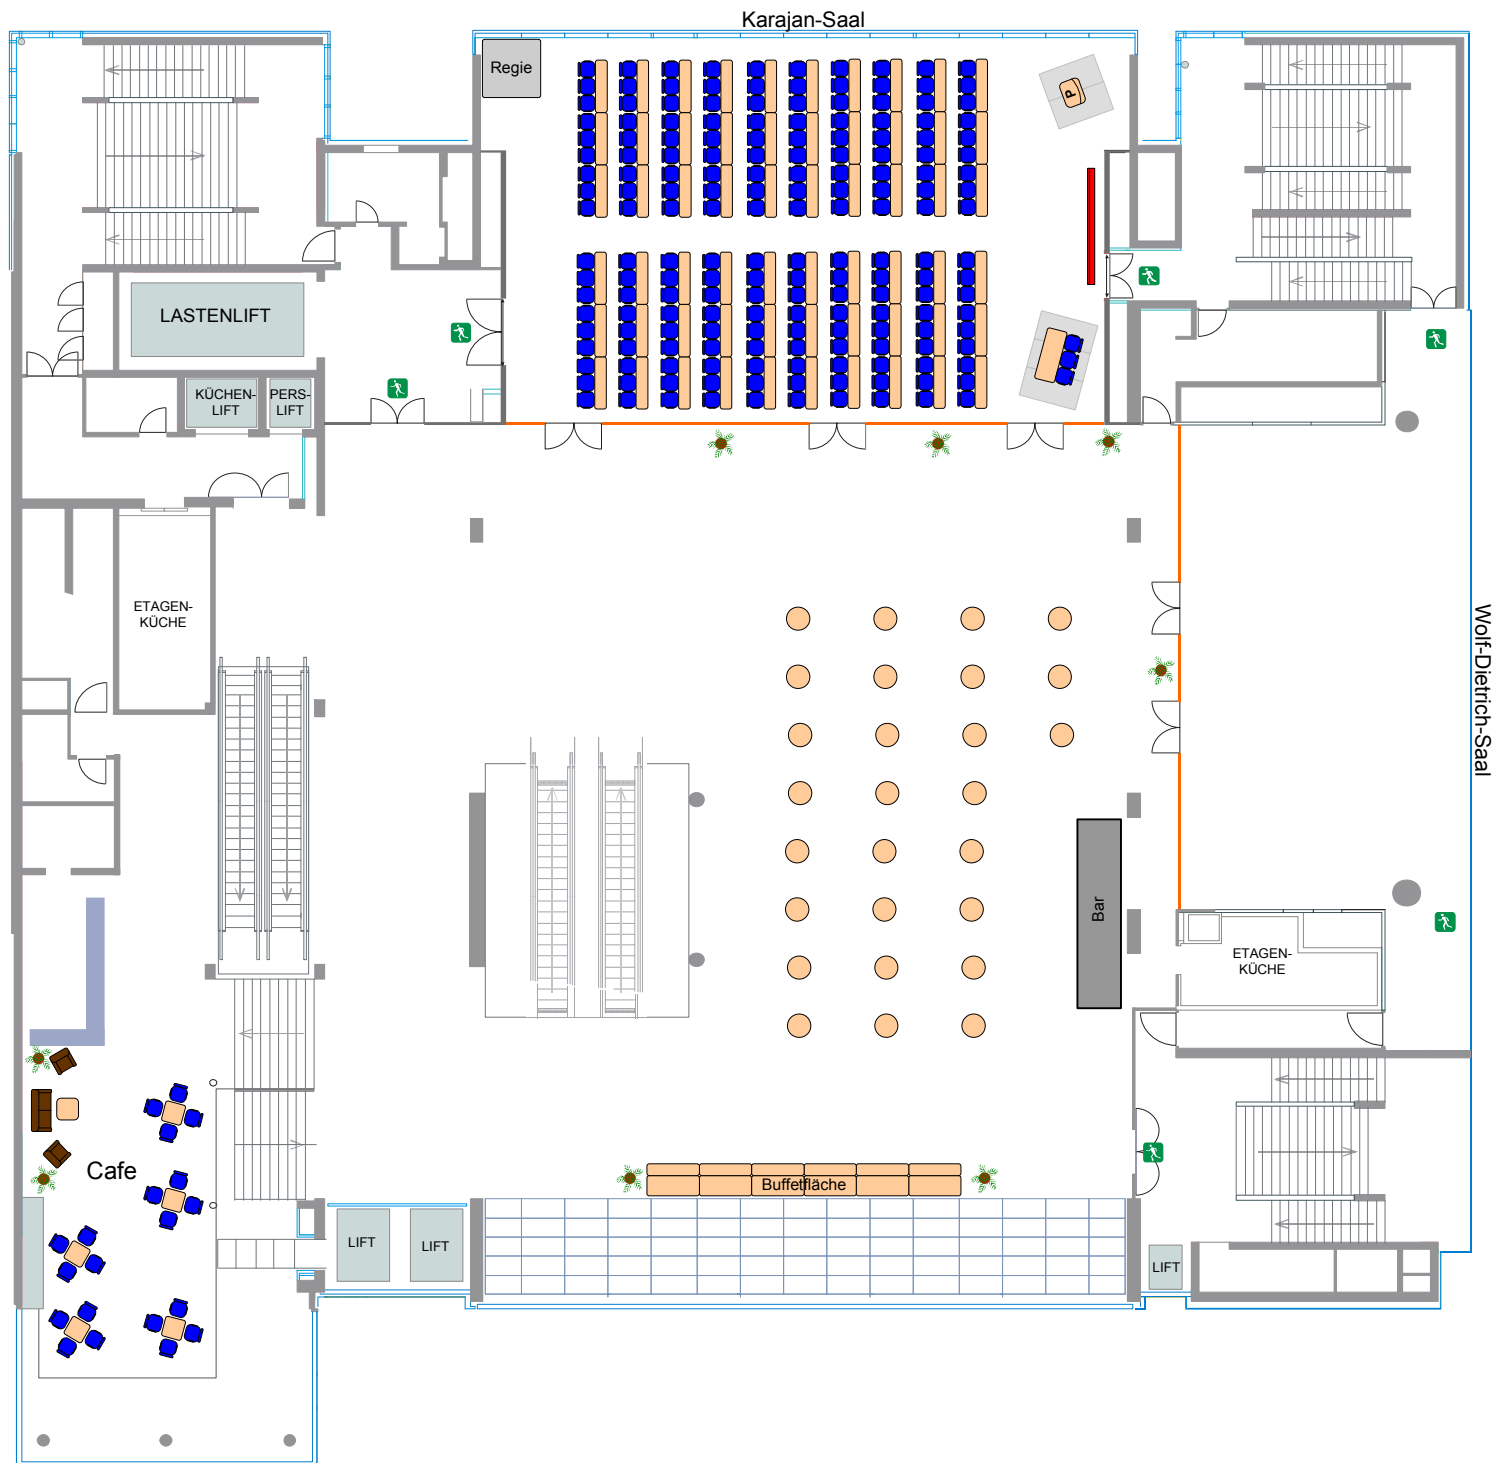 Karajan-Saal
Regie
P
LASTENLIFT
KÜCHEN-
LIFT
PERS-
LIFT
ETAGEN-
KÜCHE
Wolf-Dietrich-Saal
Bar
ETAGEN-
KÜCHE
Cafe
Buffetfläche
LIFT
LIFT
LIFT